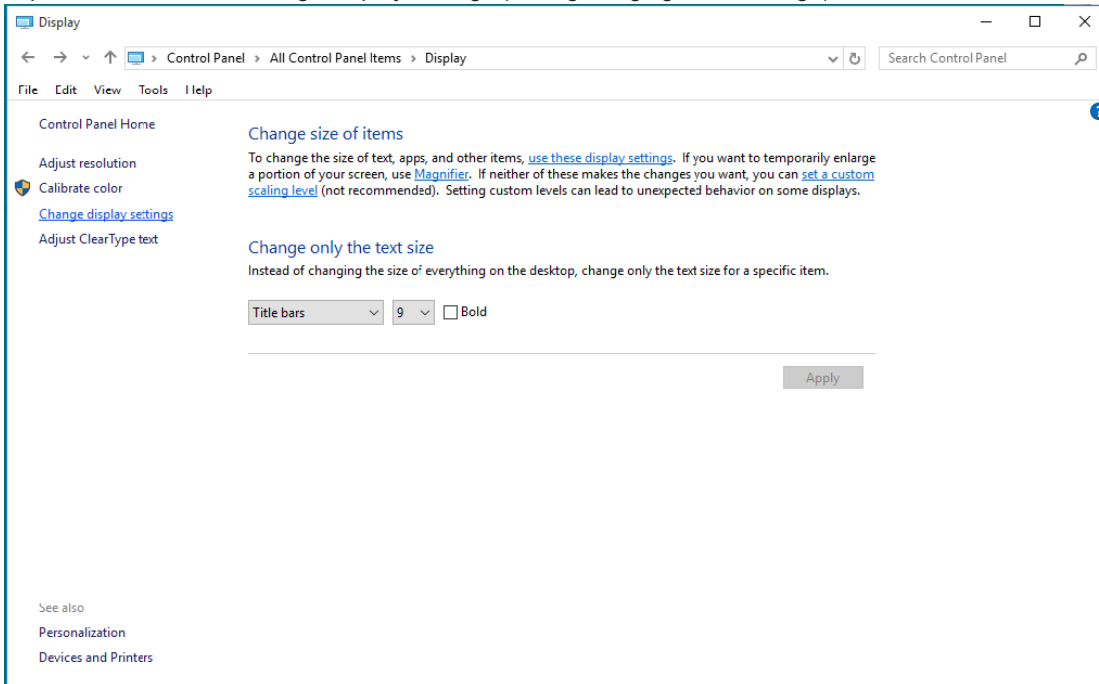 Display
Control Panel > All Control Panel Items > Display
Search Control Panel
File Edit View Tools Help
Control Panel Home
Adjust resolution
Calibrate color
Change display settings
Adjust ClearType text
Change size of items
To change the size of text, apps, and other items, use these display settings. If you want to temporarily enlarge
a portion of your screen, use Magnifier. If neither of these makes the changes you want, you can set a custom
scaling level (not recommended). Setting custom levels can lead to unexpected behavior on some displays.
Change only the text size
Instead of changing the size of everything on the desktop, change only the text size for a specific item.
Title bars 9 Bold
Apply
See also
Personalization
Devices and Printers